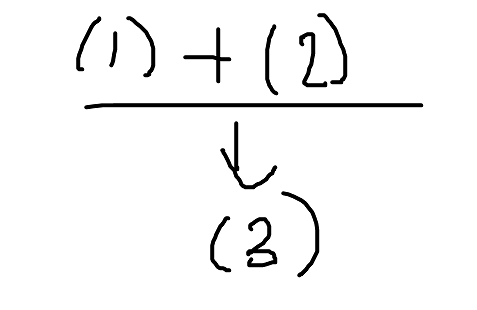 (1) + (2)
↓
(3)